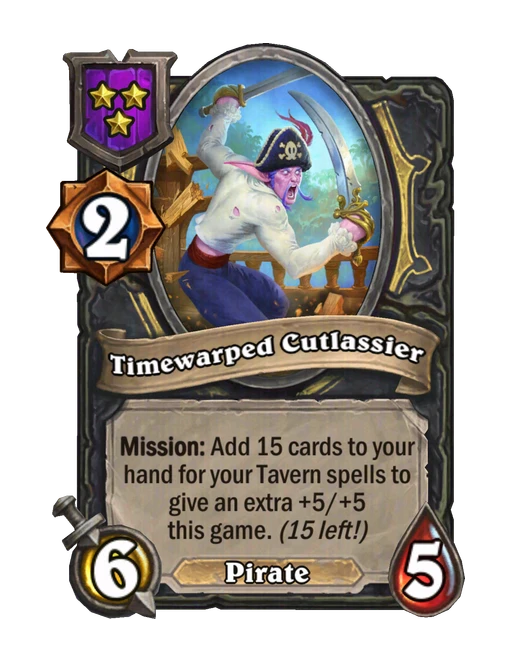 2
Timewarped Cutlassier
Mission: Add 15 cards to your
hand for your Tavern spells to
give an extra +5/+5
this game. (15 left!)
6
Pirate
5